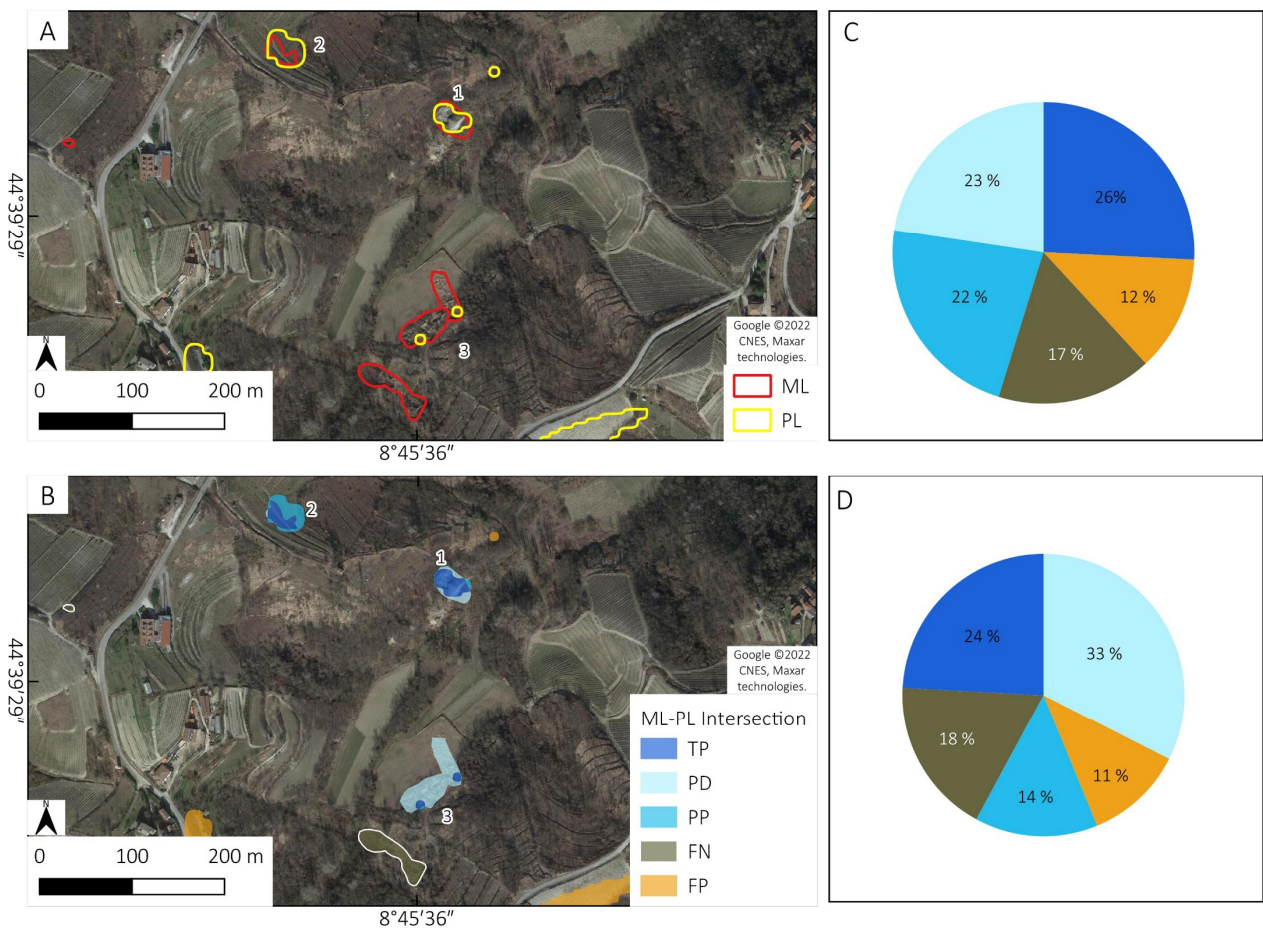 A
2
1
3
44°39′29″
N
0 100 200 m
Google ©2022
CNES, Maxar
technologies.
ML
PL
8°45′36″
C
23 %
26%
22 %
12 %
17 %
B
2
1
3
44°39′29″
N
0 100 200 m
Google ©2022
CNES, Maxar
technologies.
ML-PL Intersection
TP
PD
PP
FN
FP
8°45′36″
D
24 %
33 %
18 %
11 %
14 %